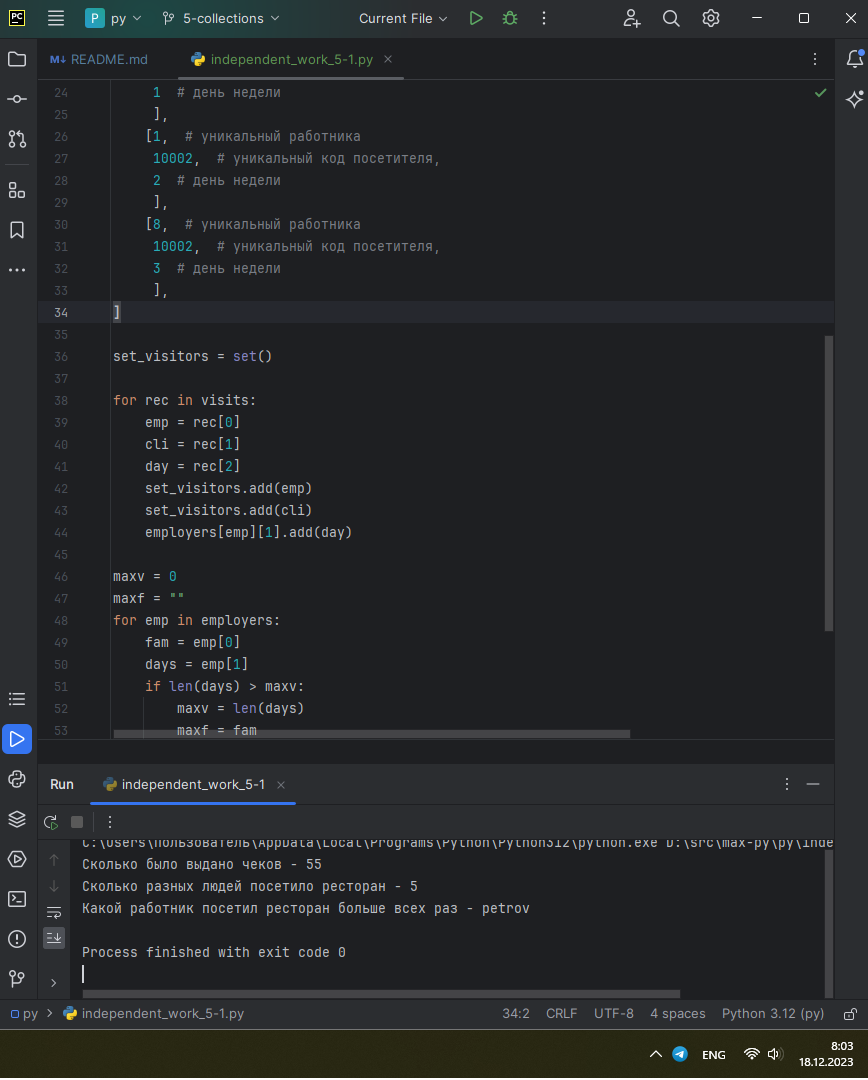 PC
P py 5-collections Current File
M↓ README.md independent_work_5-1.py
24 1 # день недели
25 ],
26 [1, # уникальный работника
27 10002, # уникальный код посетителя,
28 2 # день недели
29 ],
30 [8, # уникальный работника
31 10002, # уникальный код посетителя,
32 3 # день недели
33 ],
34 ]
35
36 set_visitors = set()
37
38 for rec in visits:
39 emp = rec[0]
40 cli = rec[1]
41 day = rec[2]
42 set_visitors.add(emp)
43 set_visitors.add(cli)
44 employers[emp][1].add(day)
45
46 maxv = 0
47 maxf = ""
48 for emp in employers:
49 fam = emp[0]
50 days = emp[1]
51 if len(days) > maxv:
52 maxv = len(days)
53 maxf = fam
Run independent_work_5-1
C:\Users\пользователь\AppData\Local\Programs\Python\Python312\python.exe D:\src\max-py\py\inde
Сколько было выдано чеков - 55
Сколько разных людей посетило ресторан - 5
Какой работник посетил ресторан больше всех раз - petrov
Process finished with exit code 0
py independent_work_5-1.py 34:2 CRLF UTF-8 4 spaces Python 3.12 (py)
ENG 8:03
18.12.2023